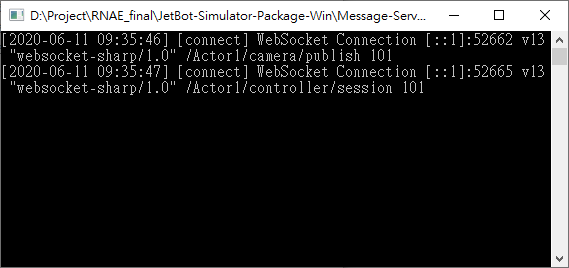 D:\Project\RNAE_final\JetBot-Simulator-Package-Win\Message-Serv...
[2020-06-11 09:35:46] [connect] WebSocket Connection [::1]:52662 v13
"websocket-sharp/1.0" /Actor1/camera/publish 101
[2020-06-11 09:35:47] [connect] WebSocket Connection [::1]:52665 v13
"websocket-sharp/1.0" /Actor1/controller/session 101